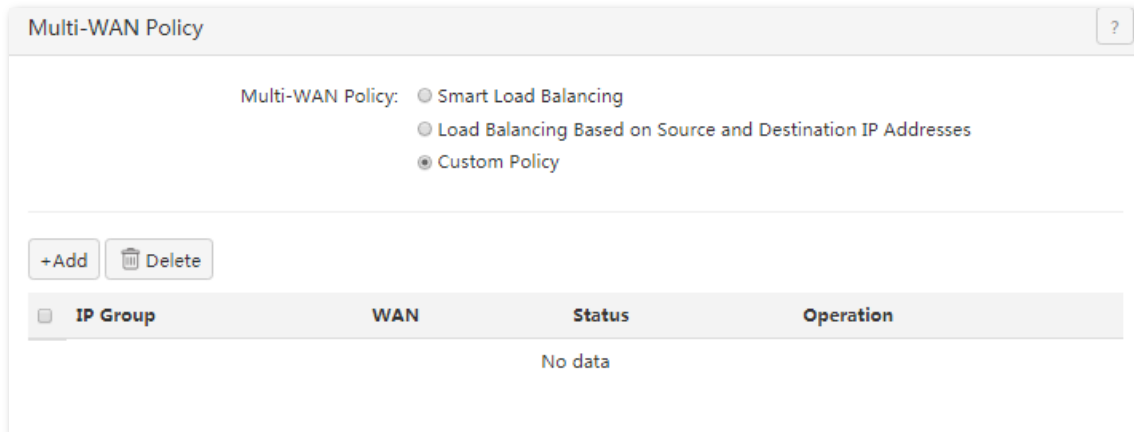 Multi-WAN Policy
?
Multi-WAN Policy: Smart Load Balancing
Load Balancing Based on Source and Destination IP Addresses
Custom Policy
+Add Delete
IP Group WAN Status Operation
No data